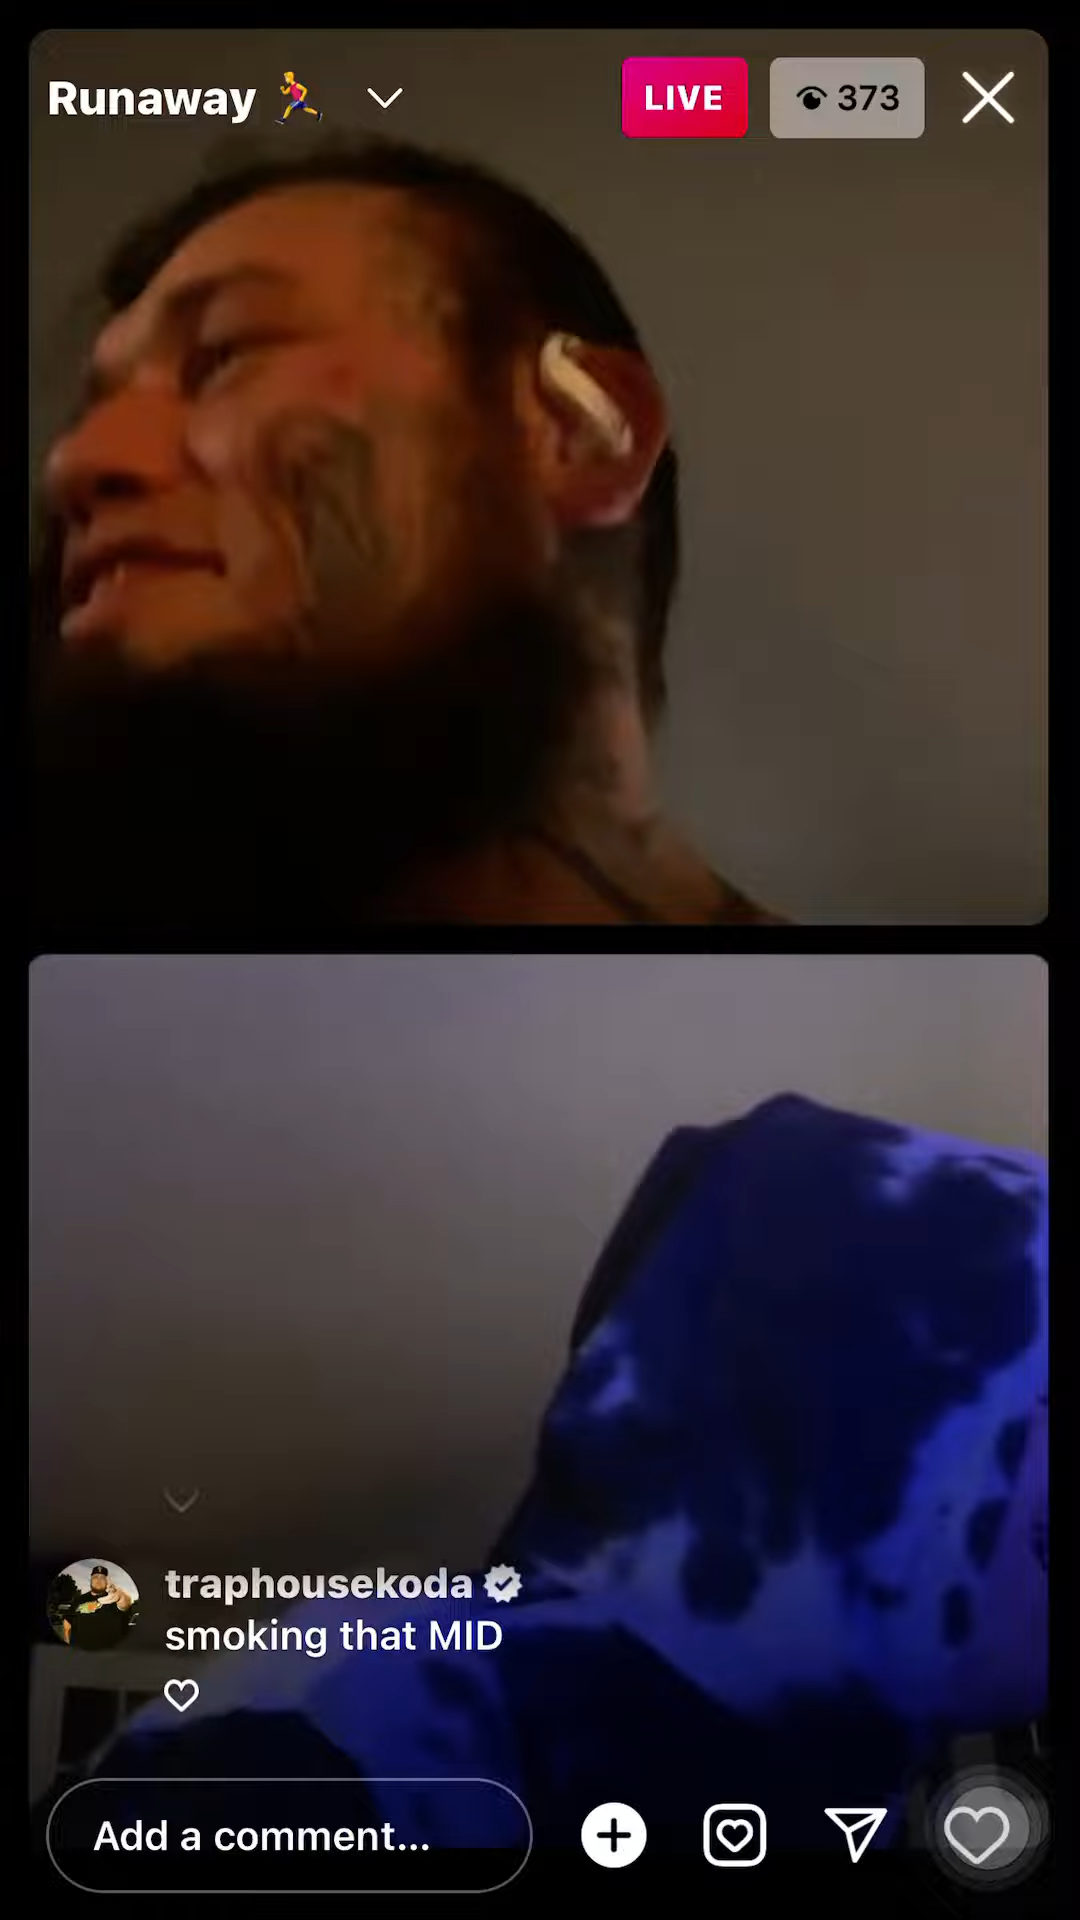 Runaway 🏃
LIVE
373
traphousekoda
smoking that MID
Add a comment...